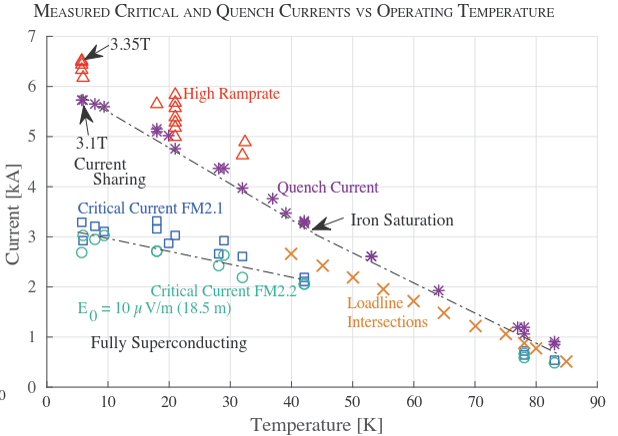 Measured Critical and Quench Currents vs Operating Temperature
7
6
5
4
3
2
1
0
Current [kA]
3.35T
High Ramprate
3.1T
Current
Sharing
Quench Current
Critical Current FM2.1
Iron Saturation
Critical Current FM2.2
E0 = 10 μ V/m (18.5 m)
Loadline
Intersections
Fully Superconducting
0
0 10 20 30 40 50 60 70 80 90
Temperature [K]